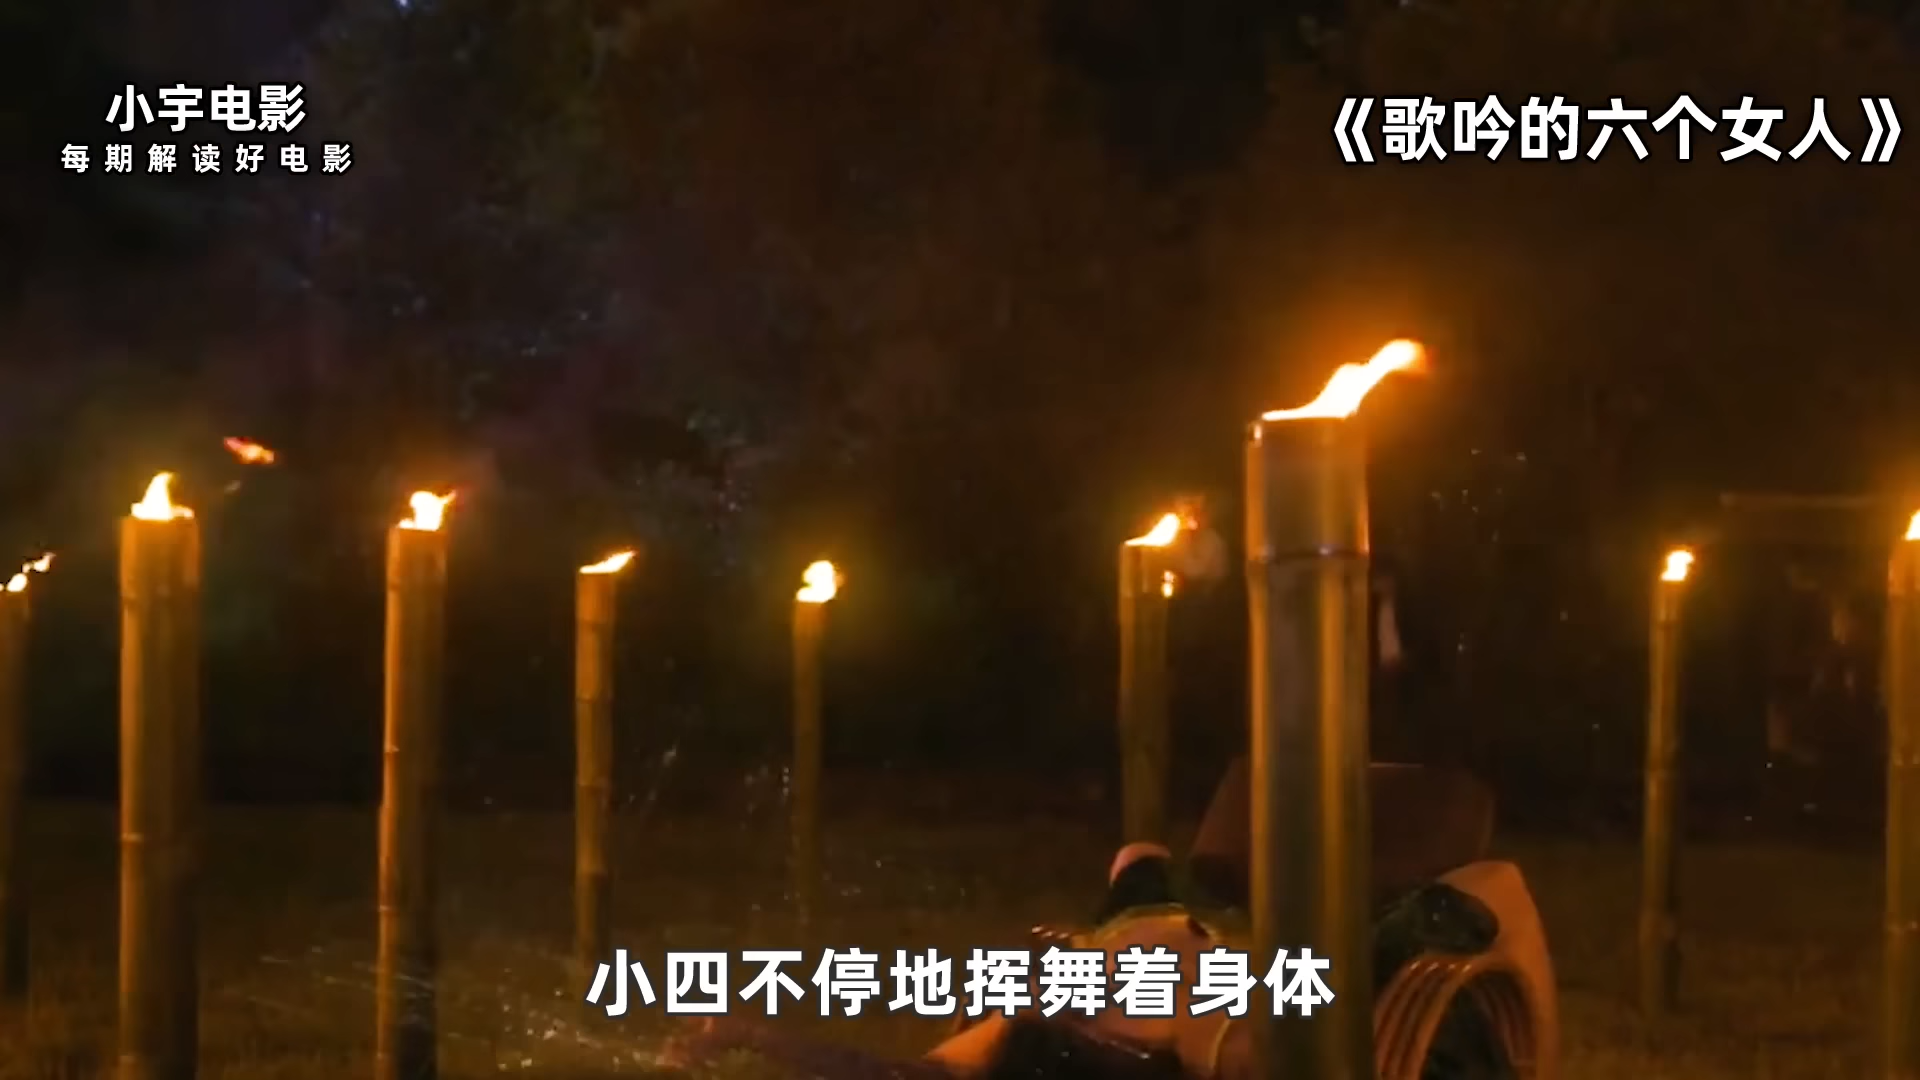 小宇电影
每期解读好电影
《歌吟的六个女人》
小四不停地挥舞着身体